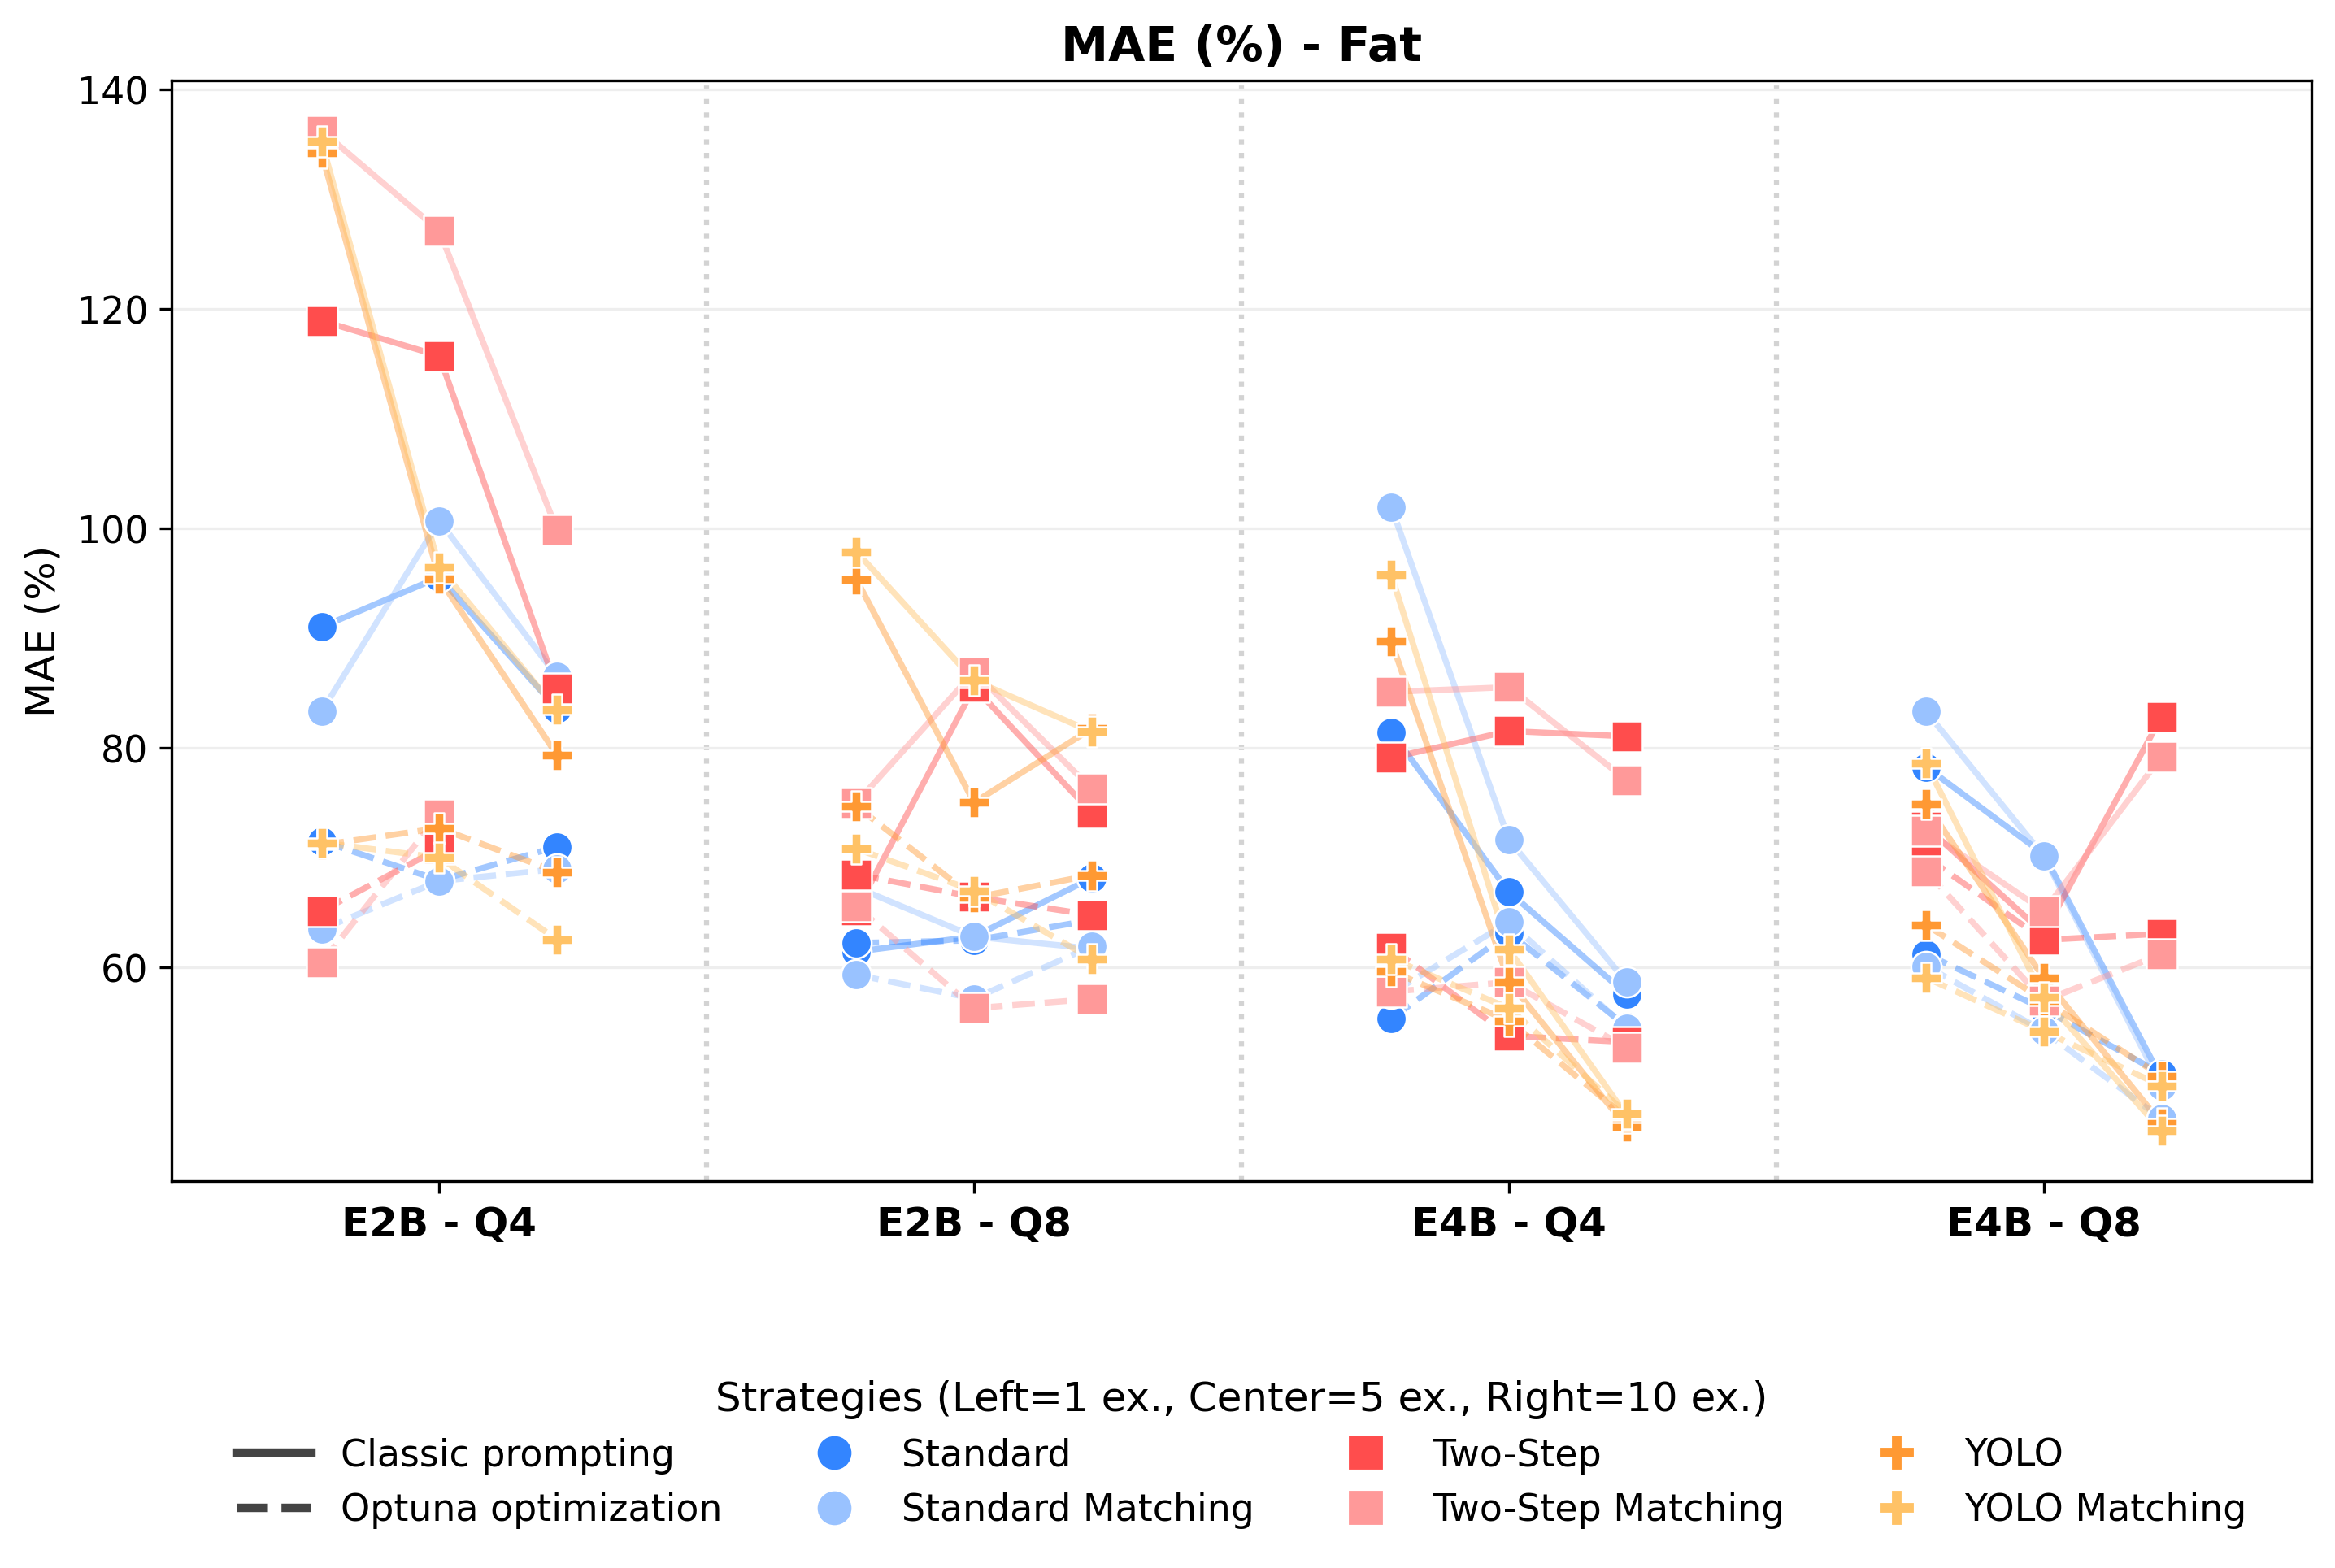 MAE (%) - Fat
MAE (%)
140
120
100
80
60
E2B - Q4
E2B - Q8
E4B - Q4
E4B - Q8
Strategies (Left=1 ex., Center=5 ex., Right=10 ex.)
Classic prompting
Optuna optimization
Standard
Standard Matching
Two-Step
Two-Step Matching
YOLO
YOLO Matching